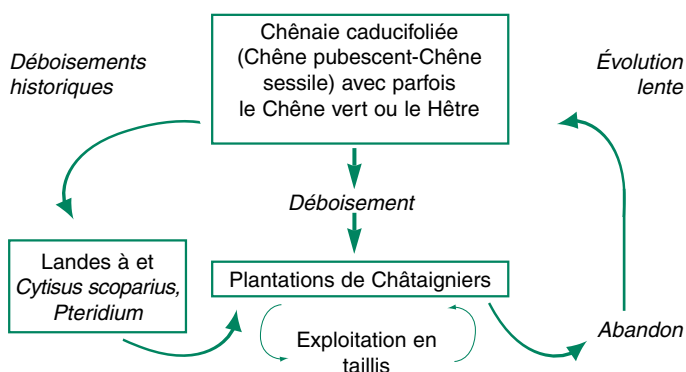 Chênaie caducifoliée
(Chêne pubescent-Chêne
sessile) avec parfois
le Chêne vert ou le Hêtre
Déboisements
historiques
Évolution
lente
Déboisement
Landes à et
Cytisus scoparius,
Pteridium
Plantations de Châtaigniers
Exploitation en
taillis
Abandon